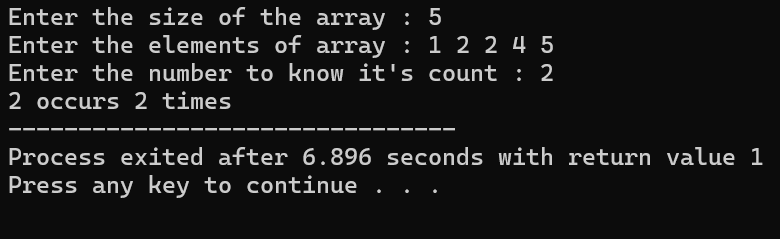 Enter the size of the array : 5
Enter the elements of array : 1 2 2 4 5
Enter the number to know it's count : 2
2 occurs 2 times
--------------------------------
Process exited after 6.896 seconds with return value 1
Press any key to continue . . .